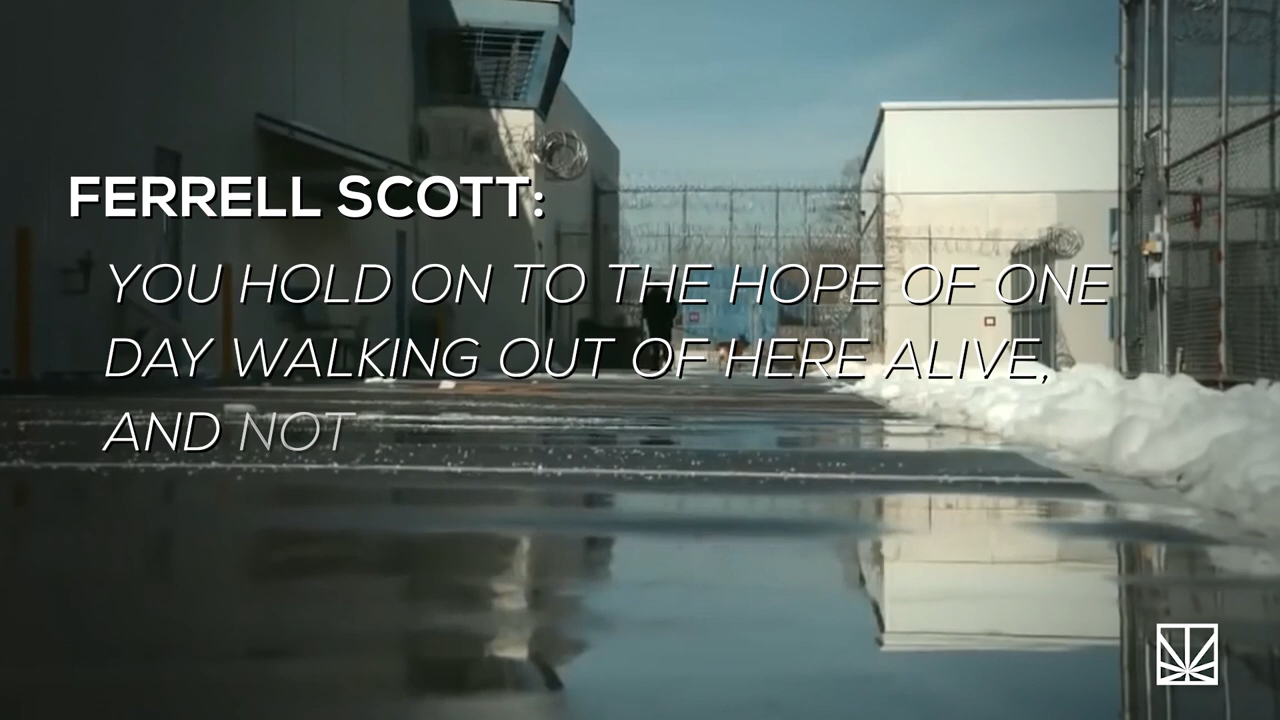 FERRELL SCOTT:
YOU HOLD ON TO THE HOPE OF ONE
DAY WALKING OUT OF HERE ALIVE,
AND NOT